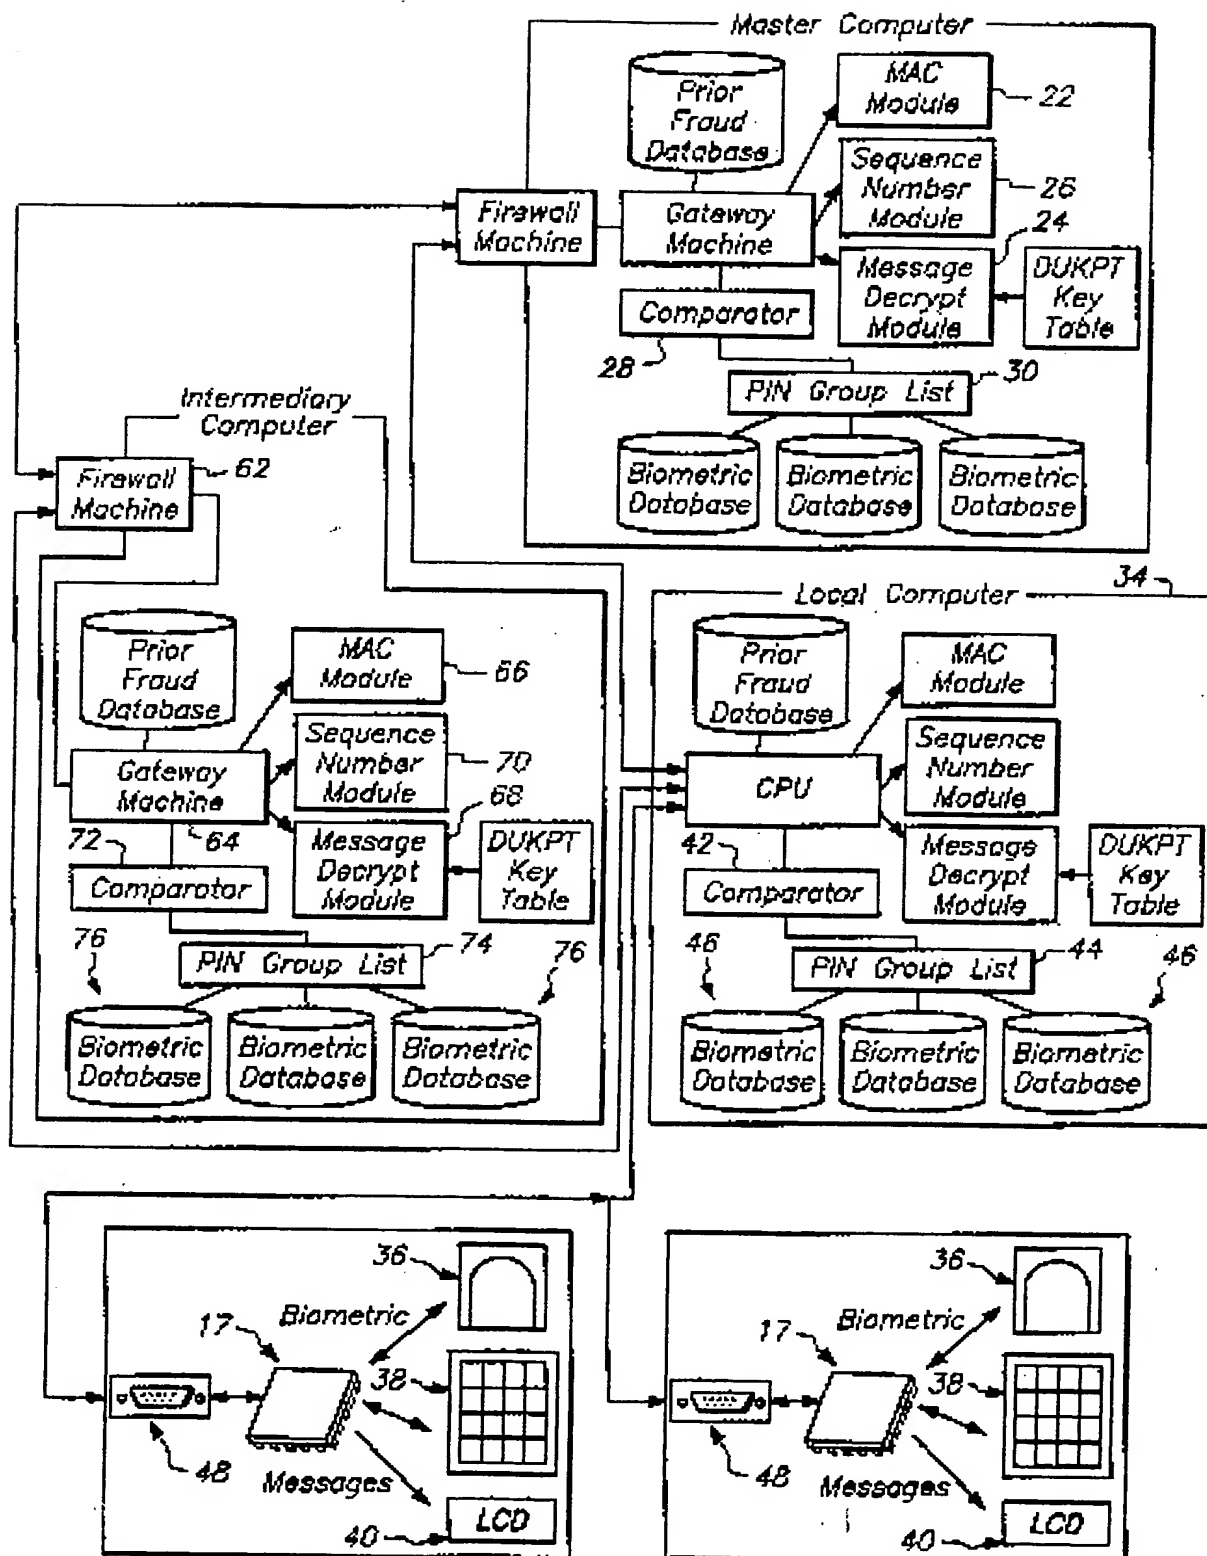 Master Computer
Prior
Fraud
Database
MAC
Module
22
Sequence
Number
Module
26
24
Firewall
Machine
Gateway
Machine
Message
Decrypt
Module
DUKPT
Key
Table
Comparator
28
PIN Group List
30
Biometric
Database
Biometric
Database
Biometric
Database
Intermediary
Computer
Firewall
Machine
62
Prior
Fraud
Database
MAC
Module
66
Sequence
Number
Module
70
68
Gateway
Machine
64
72
Comparator
Message
Decrypt
Module
DUKPT
Key
Table
74
PIN Group List
76
76
Biometric
Database
Biometric
Database
Biometric
Database
34
Local Computer
Prior
Fraud
Database
MAC
Module
Sequence
Number
Module
CPU
42
Comparator
Message
Decrypt
Module
DUKPT
Key
Table
44
PIN Group List
46
46
Biometric
Database
Biometric
Database
Biometric
Database
36
Biometric
17
38
48
Messages
LCD
40
36
Biometric
17
38
48
Messages
LCD
40